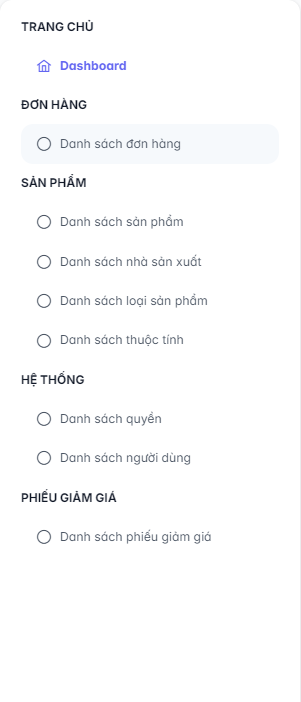 TRANG CHỦ
Dashboard
ĐƠN HÀNG
Danh sách đơn hàng
SẢN PHẨM
Danh sách sản phẩm
Danh sách nhà sản xuất
Danh sách loại sản phẩm
Danh sách thuộc tính
HỆ THỐNG
Danh sách quyền
Danh sách người dùng
PHIẾU GIẢM GIÁ
Danh sách phiếu giảm giá